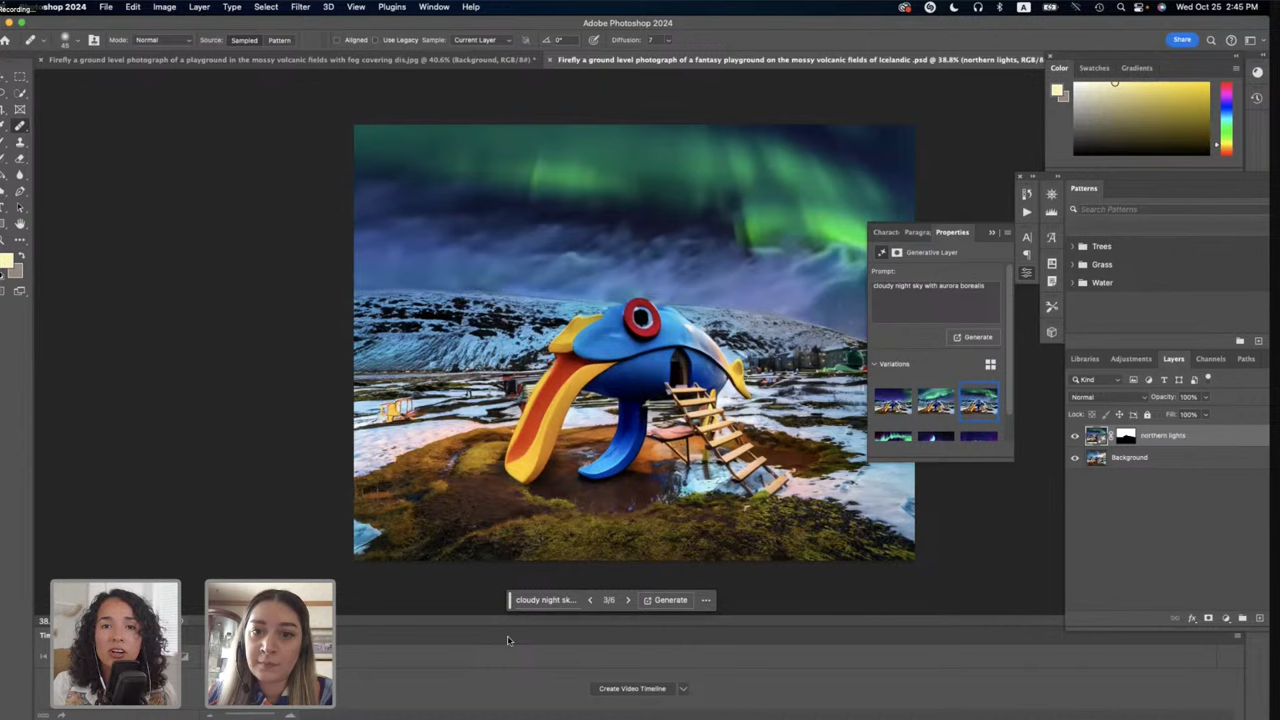 Recording...
shop 2024 File Edit Image Layer Type Select Filter 3D View Plugins Window Help A Wed Oct 25 2:45 PM
Adobe Photoshop 2024
45 Mode: Normal Source: Sampled Pattern Aligned Use Legacy Sample: Current Layer 0° Diffusion: 7 Share
Firefly a ground level photograph of a playground in the mossy volcanic fields with fog covering dis.jpg @ 40.6% (Background, RGB/8#) * Firefly a ground level photograph of a fantasy playground on the mossy volcanic fields of Icelandic .psd @ 38.8% (northern lights, RGB/8
Color Swatches Gradients
Patterns
Search Patterns
Trees
Grass
Water
Charact Paragra Properties
Generative Layer
Prompt:
cloudy night sky with aurora borealis
Generate
Variations
Libraries Adjustments Layers Channels Paths
Kind
Normal Opacity: 100%
Lock: Fill: 100%
northern lights
Background
cloudy night sk... 3/6 Generate ...
38.
Create Video Timeline